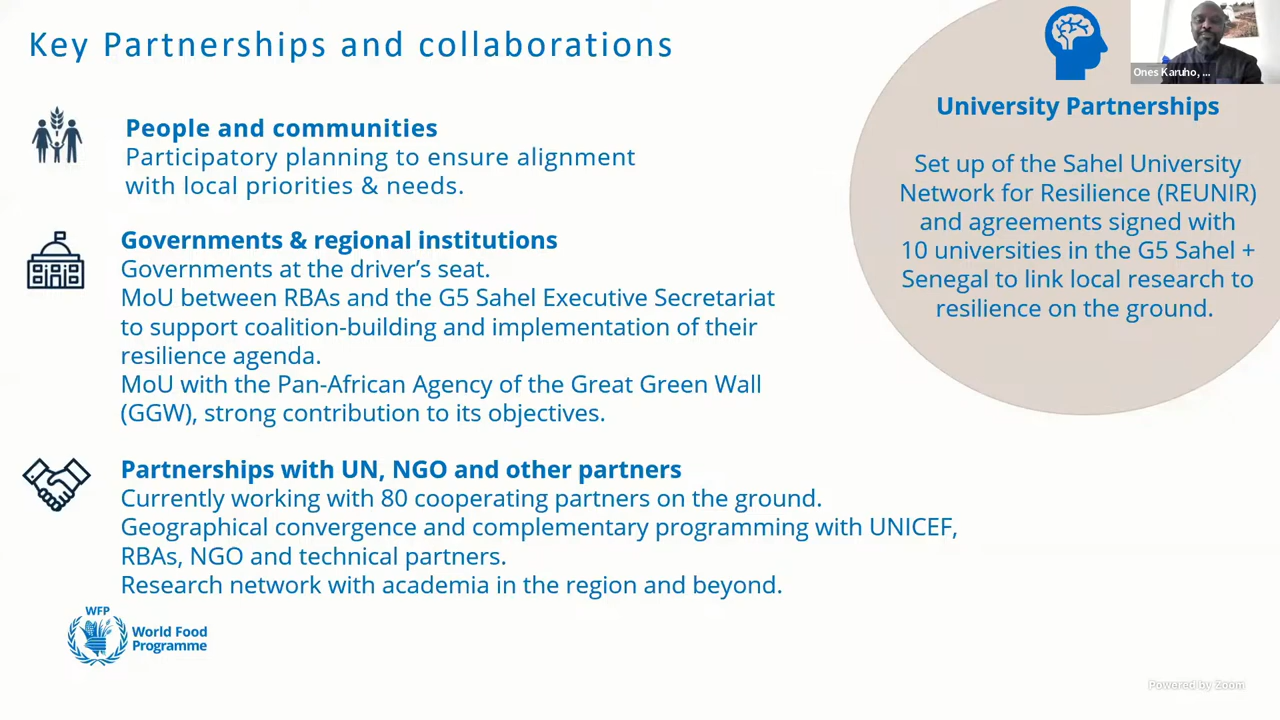 Key Partnerships and collaborations
People and communities
Participatory planning to ensure alignment
with local priorities & needs.
Governments & regional institutions
Governments at the driver’s seat.
MoU between RBAs and the G5 Sahel Executive Secretariat
to support coalition-building and implementation of their
resilience agenda.
MoU with the Pan-African Agency of the Great Green Wall
(GGW), strong contribution to its objectives.
Partnerships with UN, NGO and other partners
Currently working with 80 cooperating partners on the ground.
Geographical convergence and complementary programming with UNICEF,
RBAs, NGO and technical partners.
Research network with academia in the region and beyond.
WFP
World Food
Programme
Ones Karuho, ...
University Partnerships
Set up of the Sahel University
Network for Resilience (REUNIR)
and agreements signed with
10 universities in the G5 Sahel +
Senegal to link local research to
resilience on the ground.
Powered by Zoom